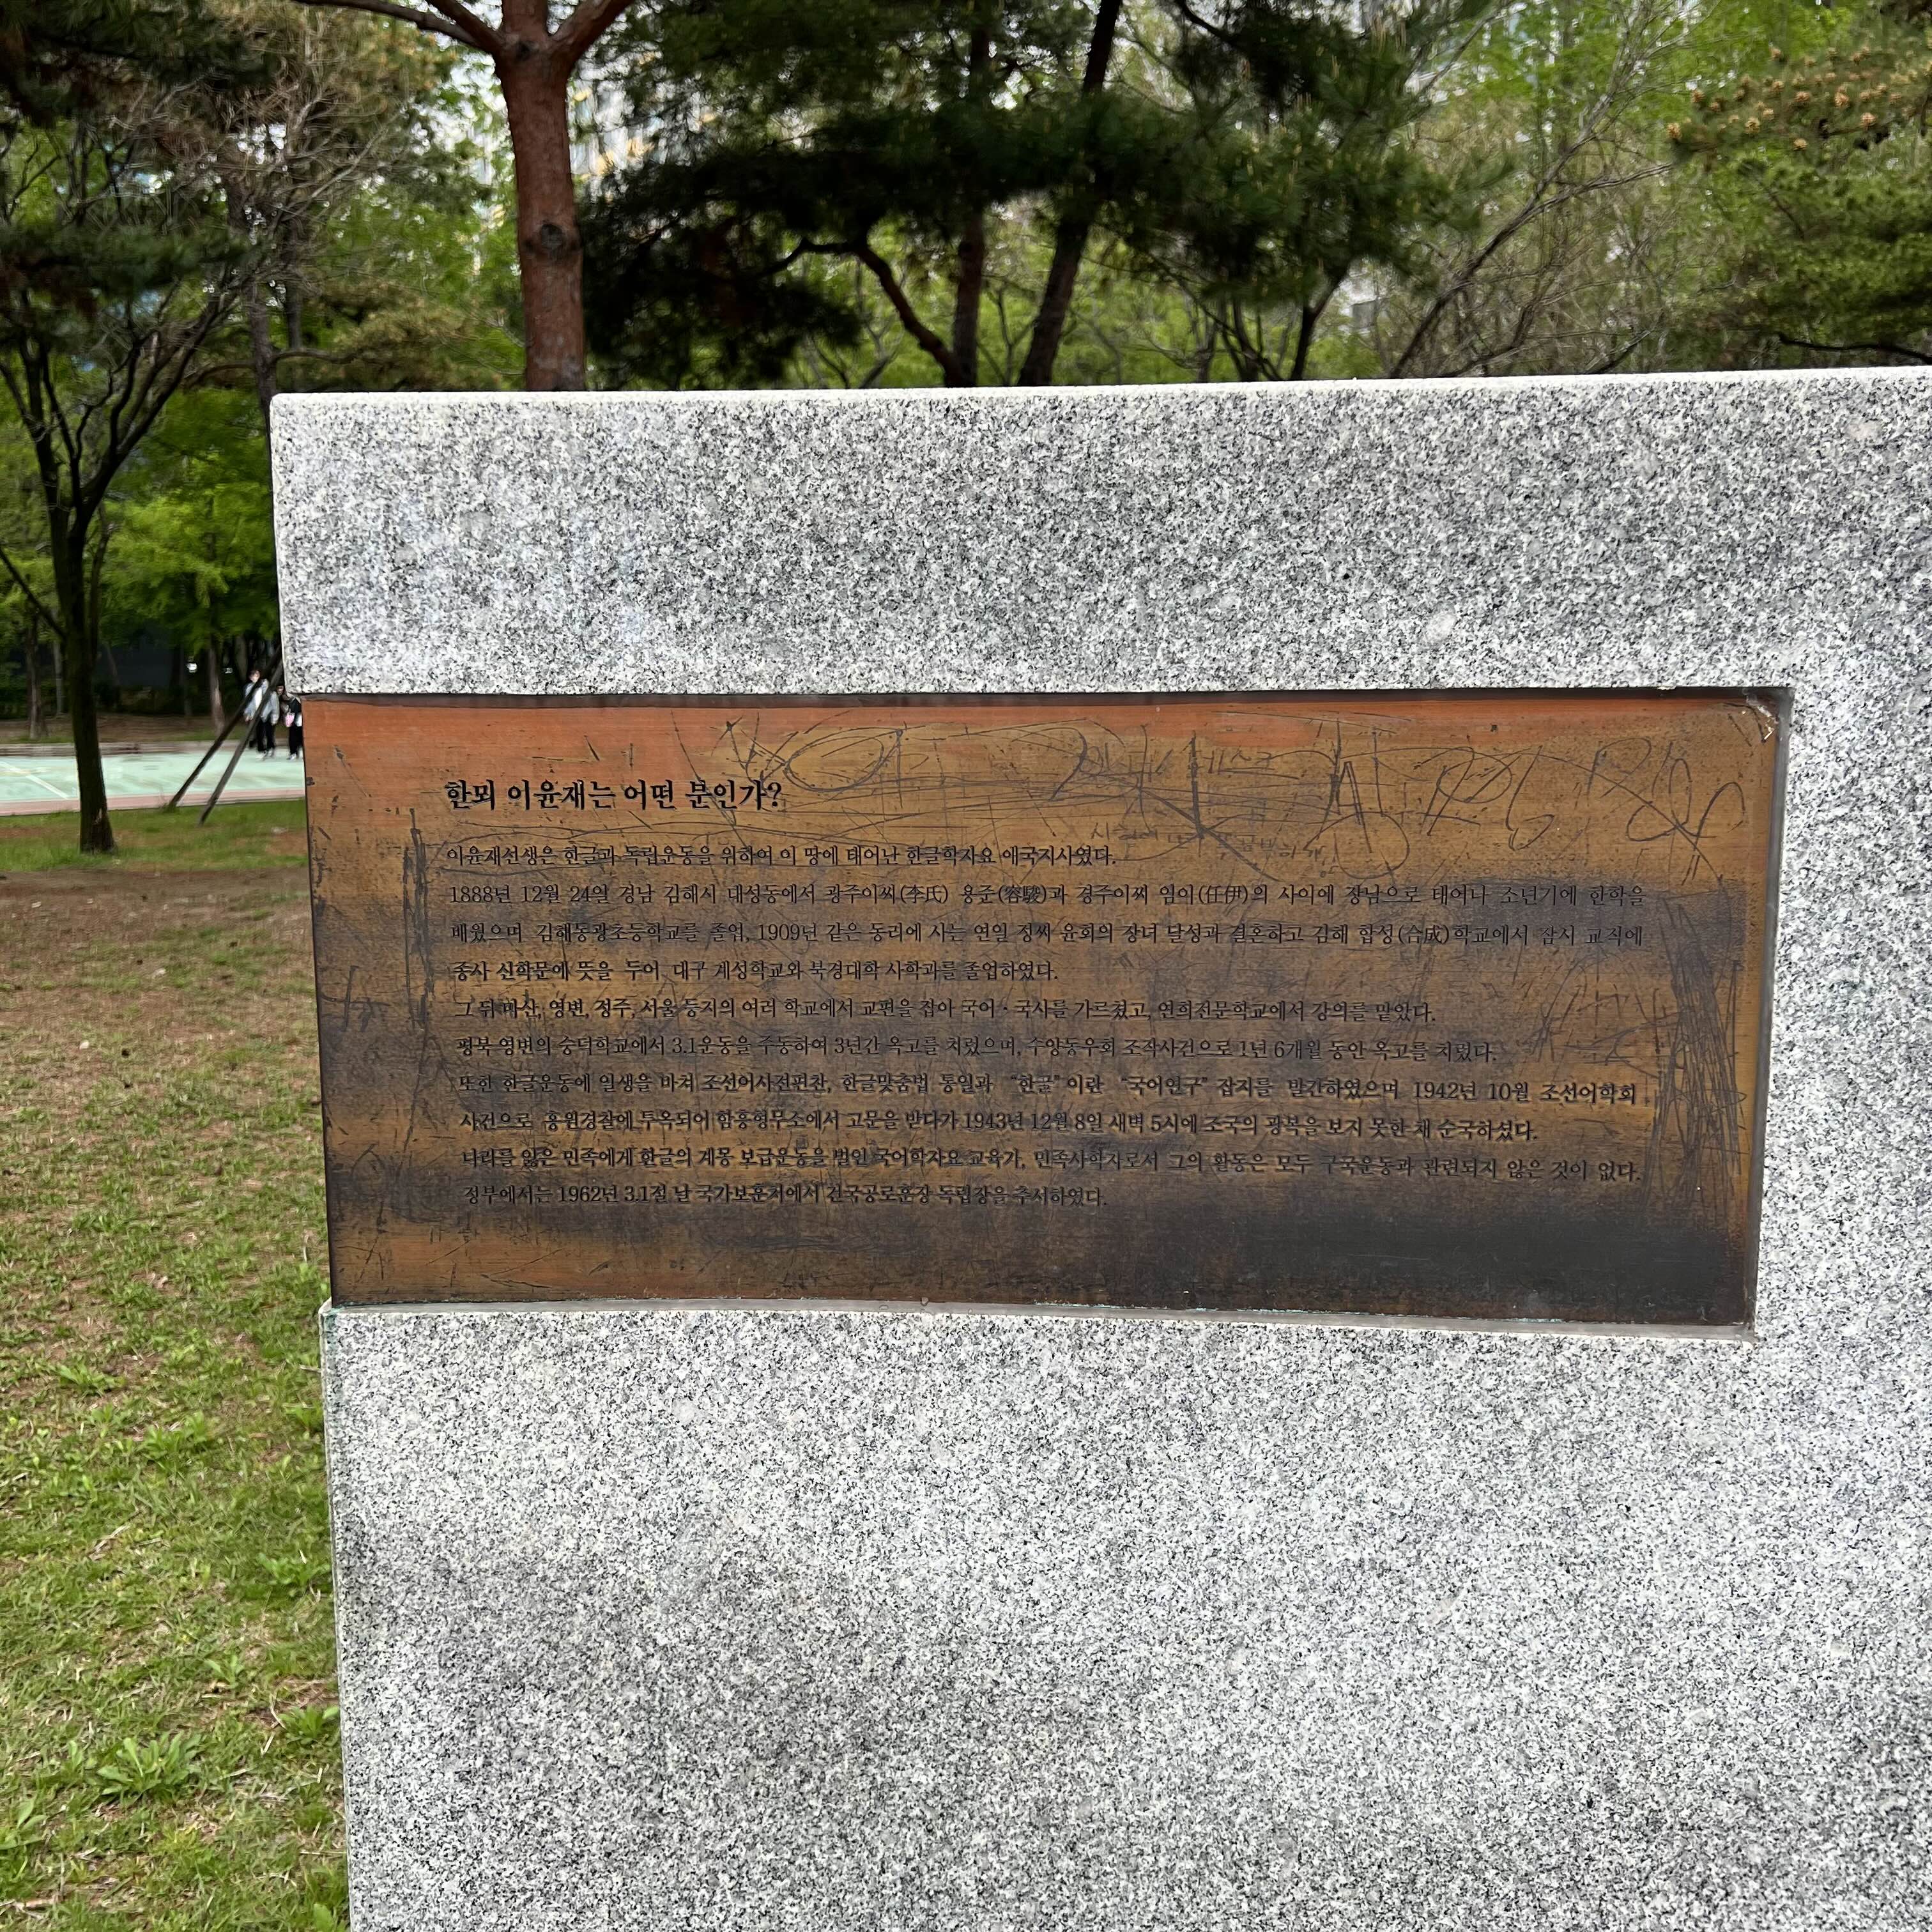 한뫼 이윤재는 어떤 분인가?
이윤재선생은 한글과 독립운동을 위하여 이 땅에 태어난 한글학자요 애국지사였다.
1888년 12월 24일 경남 김해시 대성동에서 광주이씨(李氏) 용준(容駿)과 경주이씨 임이(任伊)의 사이에 장남으로 태어나 소년기에 한학을
배웠으며 김해동광초등학교를 졸업, 1909년 같은 동리에 사는 연일 정씨 윤희의 장녀 달성과 결혼하고 김해 합성(合成)학교에서 잠시 교직에
종사 신학문에 뜻을 두어 대구 계성학교와 북경대학 사학과를 졸업하였다.
그 뒤 마산, 영변, 정주, 서울 등지의 여러 학교에서 교편을 잡아 국어·국사를 가르쳤고, 연희전문학교에서 강의를 맡았다.
평북 영변의 숭덕학교에서 3.1운동을 주동하여 3년간 옥고를 치렀으며, 수양동우회 조작사건으로 1년 6개월 동안 옥고를 치렀다.
또한 한글운동에 일생을 바쳐 조선어사전편찬, 한글맞춤법 통일과 "한글"이란 "국어연구" 잡지를 발간하였으며 1942년 10월 조선어학회
사건으로 홍원경찰에 투옥되어 함흥형무소에서 고문을 받다가 1943년 12월 8일 새벽 5시에 조국의 광복을 보지 못한 채 순국하셨다.
나라를 잃은 민족에게 한글의 계몽 보급운동을 벌인 국어학자요 교육가, 민족사학자로서 그의 활동은 모두 구국운동과 관련되지 않은 것이 없다.
정부에서는 1962년 3.1절 날 국가보훈처에서 건국공로훈장 독립장을 추서하였다.